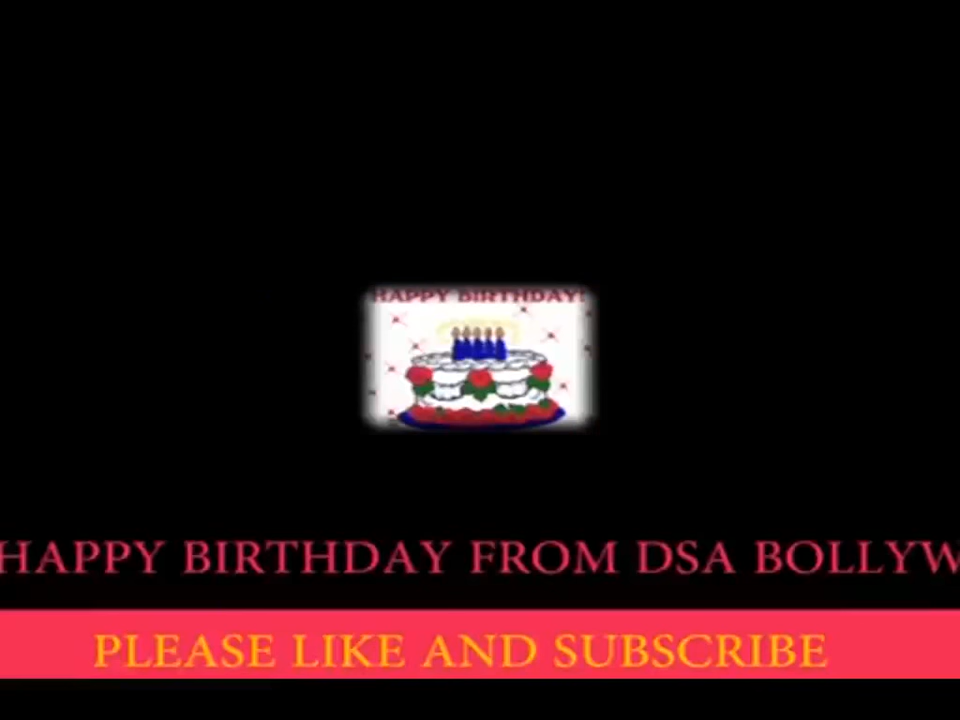 HAPPY BIRTHDAY!
HAPPY BIRTHDAY FROM DSA BOLLYW
PLEASE LIKE AND SUBSCRIBE